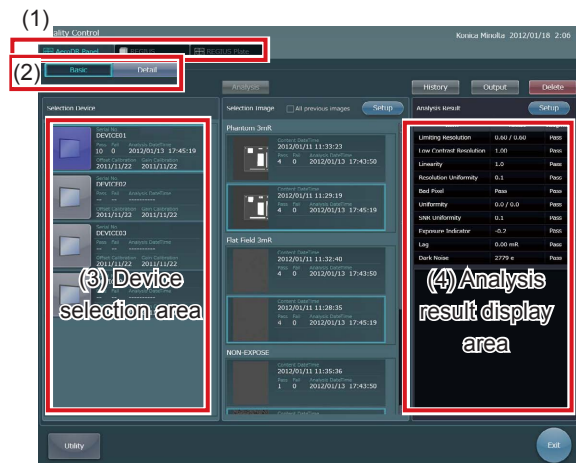 (1)
ality Control
Konica Minolta 2012/01/18 2:06
AeroDR Panel
REGIUS
REGIUS Plate
(2)
Basic
Detail
Analysis
History
Output
Delete
Selection Device
Selection Image
All previous images
Setup
Analysis Result
Setup
Serial No.
DEVICE01
Pass Fail Analysis DateTime
10 0 2012/01/13 17:45:19
Offset Calibration Gain Calibration
2011/11/22 2011/11/22
Serial No.
DEVICE02
Pass Fail Analysis DateTime
-- -- ----------
Offset Calibration Gain Calibration
2011/11/22 2011/11/22
Serial No.
DEVICE03
Pass Fail Analysis DateTime
-- -- ----------
Offset Calibration Gain Calibration
2011/11/22 2011/11/22
(3) Device
selection area
Phantom 3mR
Content DateTime
2012/01/11 11:33:23
Pass Fail Analysis DateTime
4 0 2012/01/13 17:43:50
Content DateTime
2012/01/11 11:29:19
Pass Fail Analysis DateTime
4 0 2012/01/13 17:45:19
Flat Field 3mR
Content DateTime
2012/01/11 11:32:40
Pass Fail Analysis DateTime
4 0 2012/01/13 17:43:50
Content DateTime
2012/01/11 11:28:35
Pass Fail Analysis DateTime
4 0 2012/01/13 17:45:19
NON-EXPOSE
Content DateTime
2012/01/11 11:35:36
Pass Fail Analysis DateTime
1 0 2012/01/13 17:43:50
Content DateTime
Limiting Resolution 0.60 / 0.60 Pass
Low Contrast Resolution 1.00 Pass
Linearity 1.0 Pass
Resolution Uniformity 0.1 Pass
Bed Pixel Pass Pass
Uniformity 0.0 / 0.0 Pass
SNR Uniformity 0.1 Pass
Exposure Indicator -0.2 Pass
Lag 0.00 mR Pass
Dark Noise 2779 e Pass
(4) Analysis
result display
area
Utility
Exit